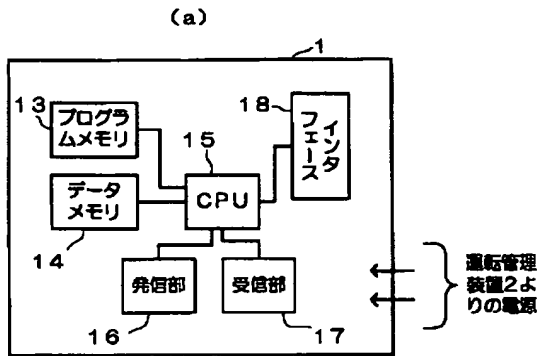 (a)
1
13
プログラ
ムメモリ
18
インタ
フェース
15
CPU
データ
メモリ
14
発信部
受信部
16
17
運転管理
装置2よ
りの電源